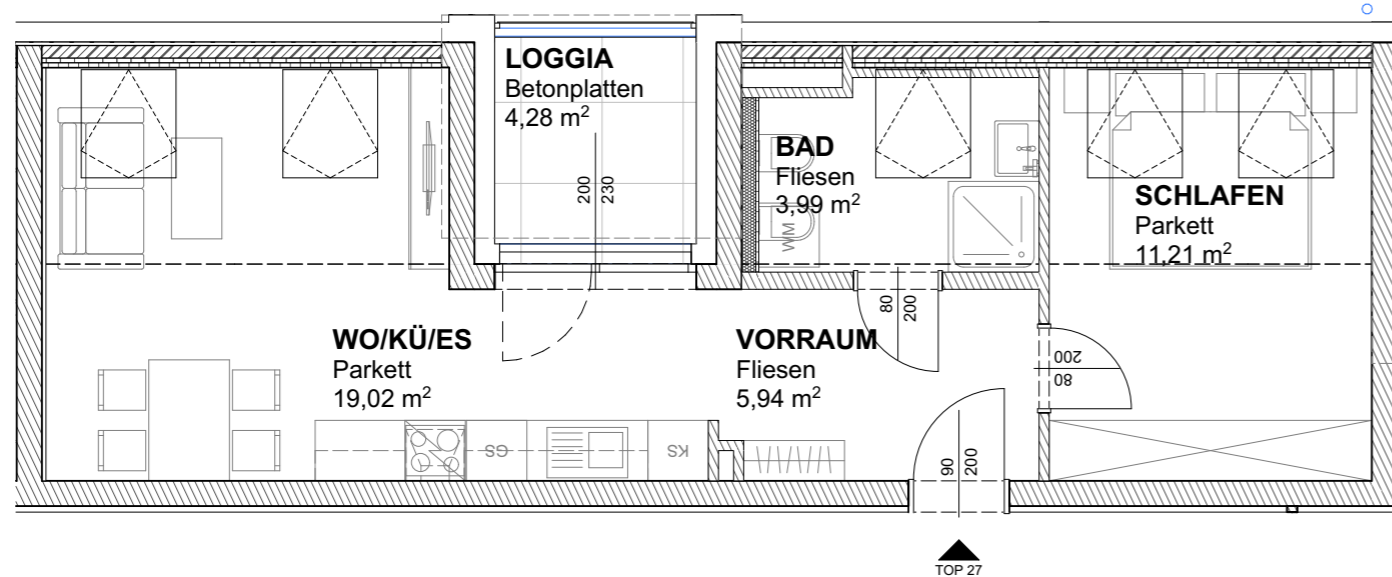 LOGGIA
Betonplatten
4,28 m²
200
230
BAD
Fliesen
3,99 m²
WM
SCHLAFEN
Parkett
11,21 m²
80
200
WO/KÜ/ES
Parkett
19,02 m²
VORRAUM
Fliesen
5,94 m²
200
80
GS
KS
90
200
TOP 27